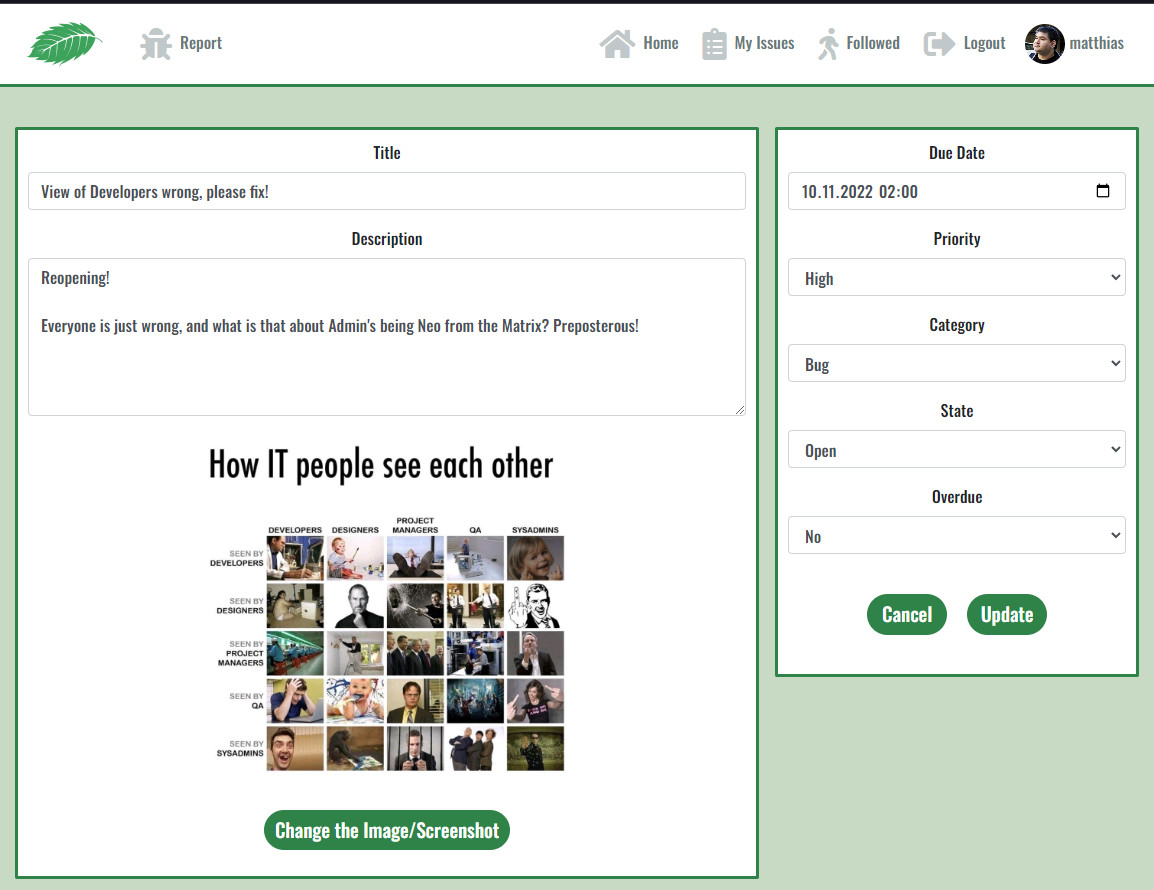 Report
Home
My Issues
Followed
Logout
matthias
Title
View of Developers wrong, please fix!
Description
Reopening!
Everyone is just wrong, and what is that about Admin's being Neo from the Matrix? Preposterous!
How IT people see each other
DEVELOPERS
DESIGNERS
PROJECT
MANAGERS
QA
SYSADMINS
SEEN BY
DEVELOPERS
SEEN BY
DESIGNERS
SEEN BY
PROJECT
MANAGERS
SEEN BY
QA
SEEN BY
SYSADMINS
Change the Image/Screenshot
Due Date
10.11.2022 02:00
Priority
High
Category
Bug
State
Open
Overdue
No
Cancel
Update